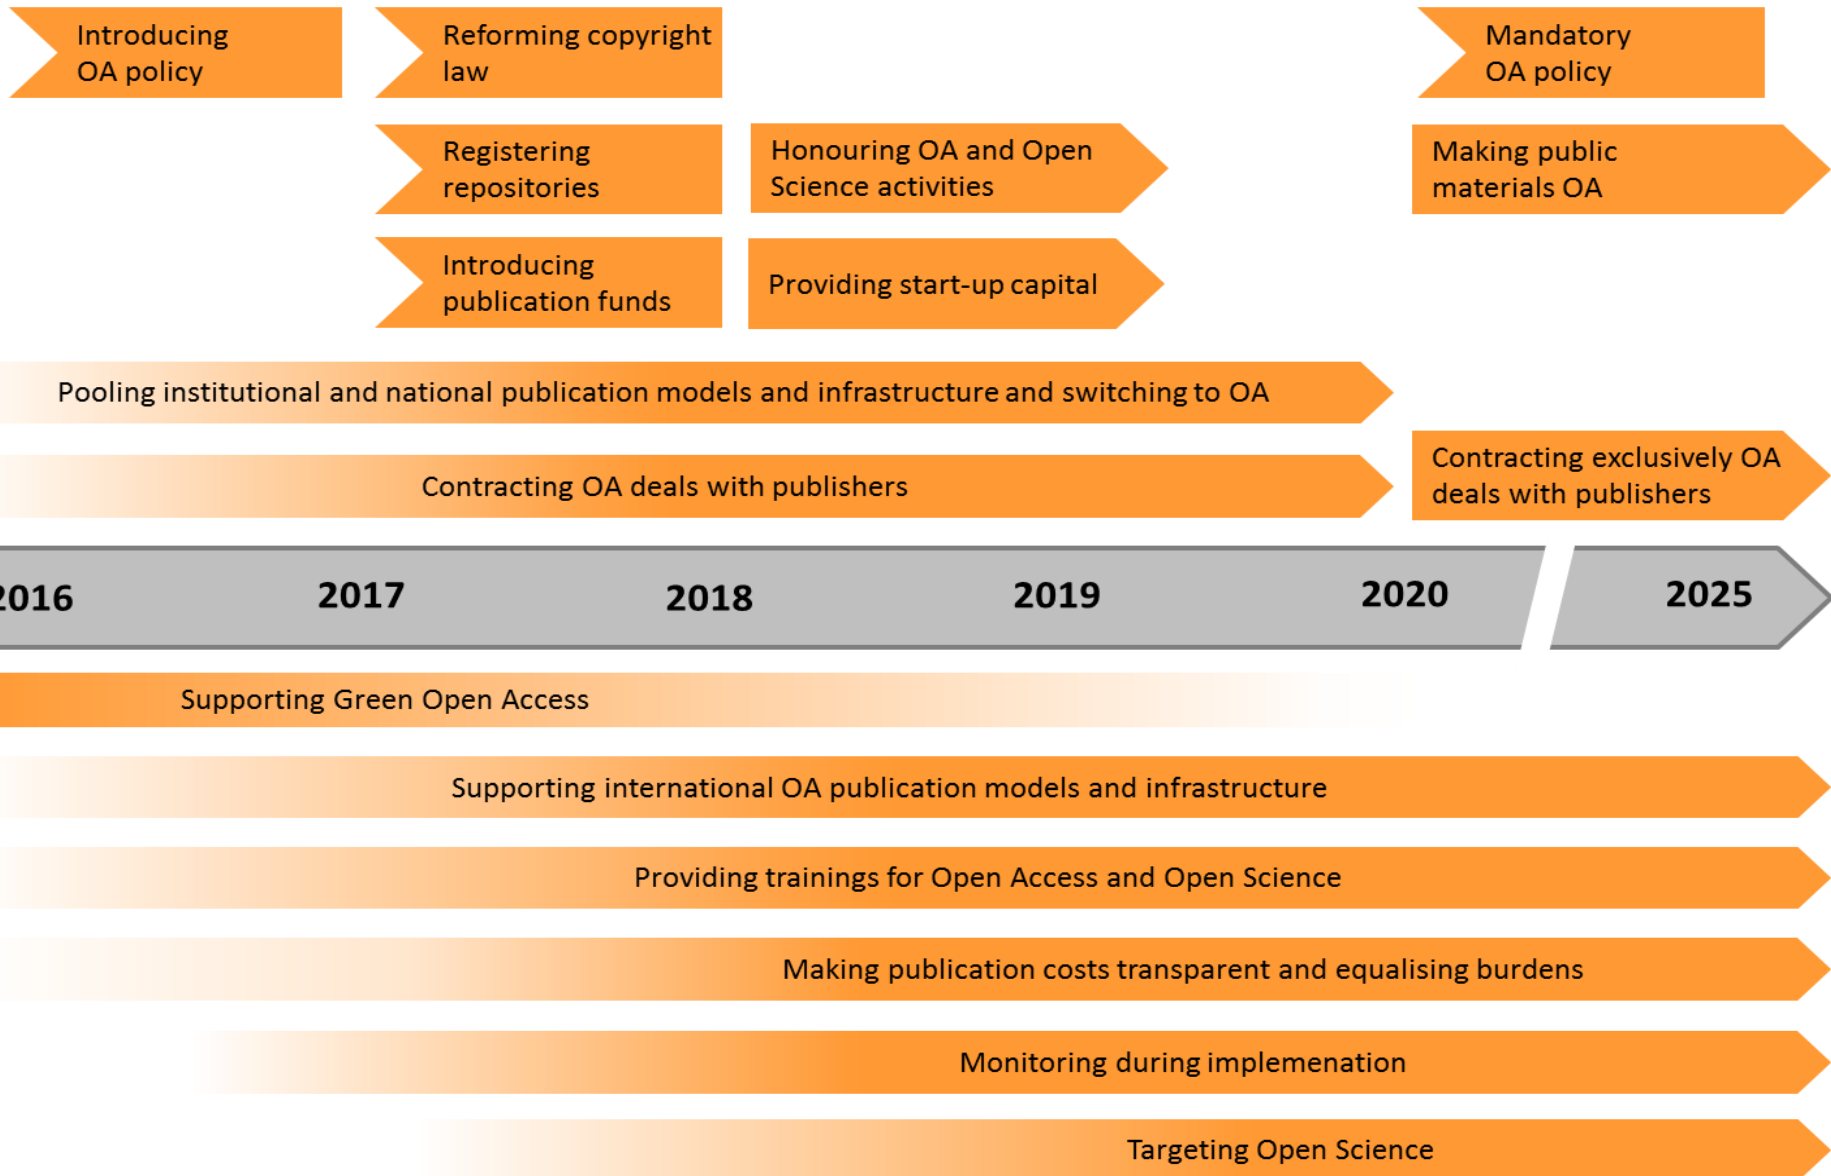 Introducing
OA policy
Reforming copyright
law
Mandatory
OA policy
Registering
repositories
Honouring OA and Open
Science activities
Making public
materials OA
Introducing
publication funds
Providing start-up capital
Pooling institutional and national publication models and infrastructure and switching to OA
Contracting OA deals with publishers
Contracting exclusively OA
deals with publishers
2016 2017 2018 2019 2020 2025
Supporting Green Open Access
Supporting international OA publication models and infrastructure
Providing trainings for Open Access and Open Science
Making publication costs transparent and equalising burdens
Monitoring during implemenation
Targeting Open Science